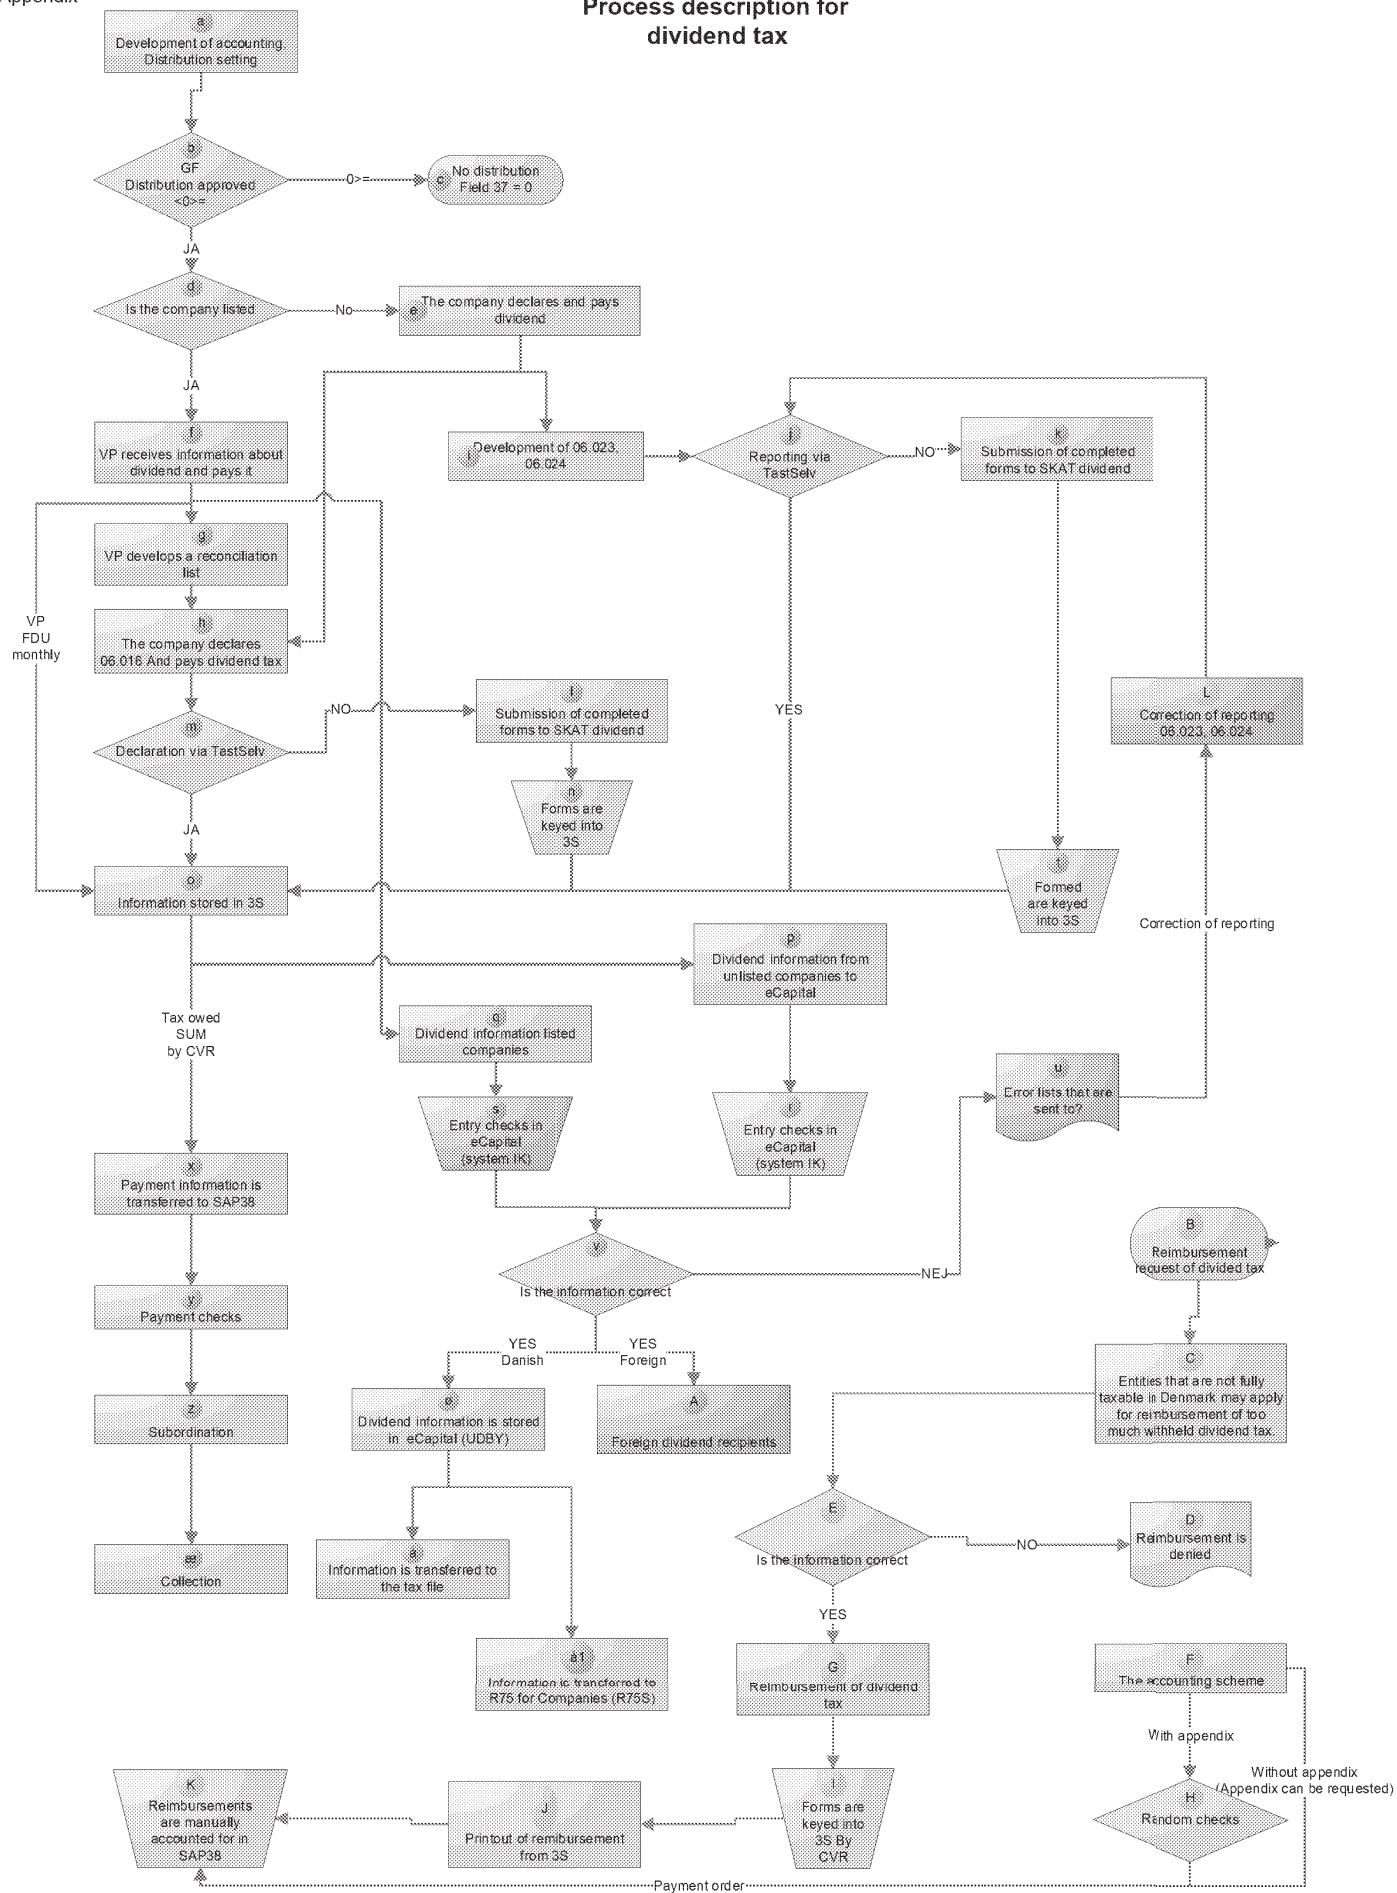 Appendix
Process description for
dividend tax
a
Development of accounting.
Distribution setting
b
GF
Distribution approved
<0>=
0>=
c
No distribution
Field 37 = 0
JA
d
Is the company listed
No
e
The company declares and pays
dividend
JA
f
VP receives information about
dividend and pays it
i
Development of 06.023,
06.024
j
Reporting via
TastSelv
NO
k
Submission of completed
forms to SKAT dividend
g
VP develops a reconciliation
list
VP
FDU
monthly
h
The company declares
06.016 And pays dividend tax
m
Declaration via TastSelv
NO
l
Submission of completed
forms to SKAT dividend
YES
L
Correction of reporting
06.023, 06.024
n
Forms are
keyed into
3S
JA
o
Information stored in 3S
t
Formed
are keyed
into 3S
Correction of reporting
p
Dividend information from
unlisted companies to
eCapital
Tax owed
SUM
by CVR
q
Dividend information listed
companies
u
Error lists that are
sent to?
s
Entry checks in
eCapital
(system IK)
r
Entry checks in
eCapital
(system IK)
x
Payment information is
transferred to SAP38
v
Is the information correct
NEJ
B
Reimbursement
request of divided tax
y
Payment checks
YES
Danish
YES
Foreign
C
Entities that are not fully
taxable in Denmark may apply
for reimbursement of too
much withheld dividend tax.
z
Subordination
ø
Dividend information is stored
in eCapital (UDBY)
A
Foreign dividend recipients
E
Is the information correct
NO
D
Reimbursement is
denied
æ
Collection
å
Information is transferred to
the tax file
YES
å1
Information is transferred to
R75 for Companies (R75S)
G
Reimbursement of dividend
tax
F
The accounting scheme
With appendix
Without appendix
(Appendix can be requested)
K
Reimbursements
are manually
accounted for in
SAP38
J
Printout of remibursement
from 3S
I
Forms are
keyed into
3S By
CVR
H
Random checks
Payment order